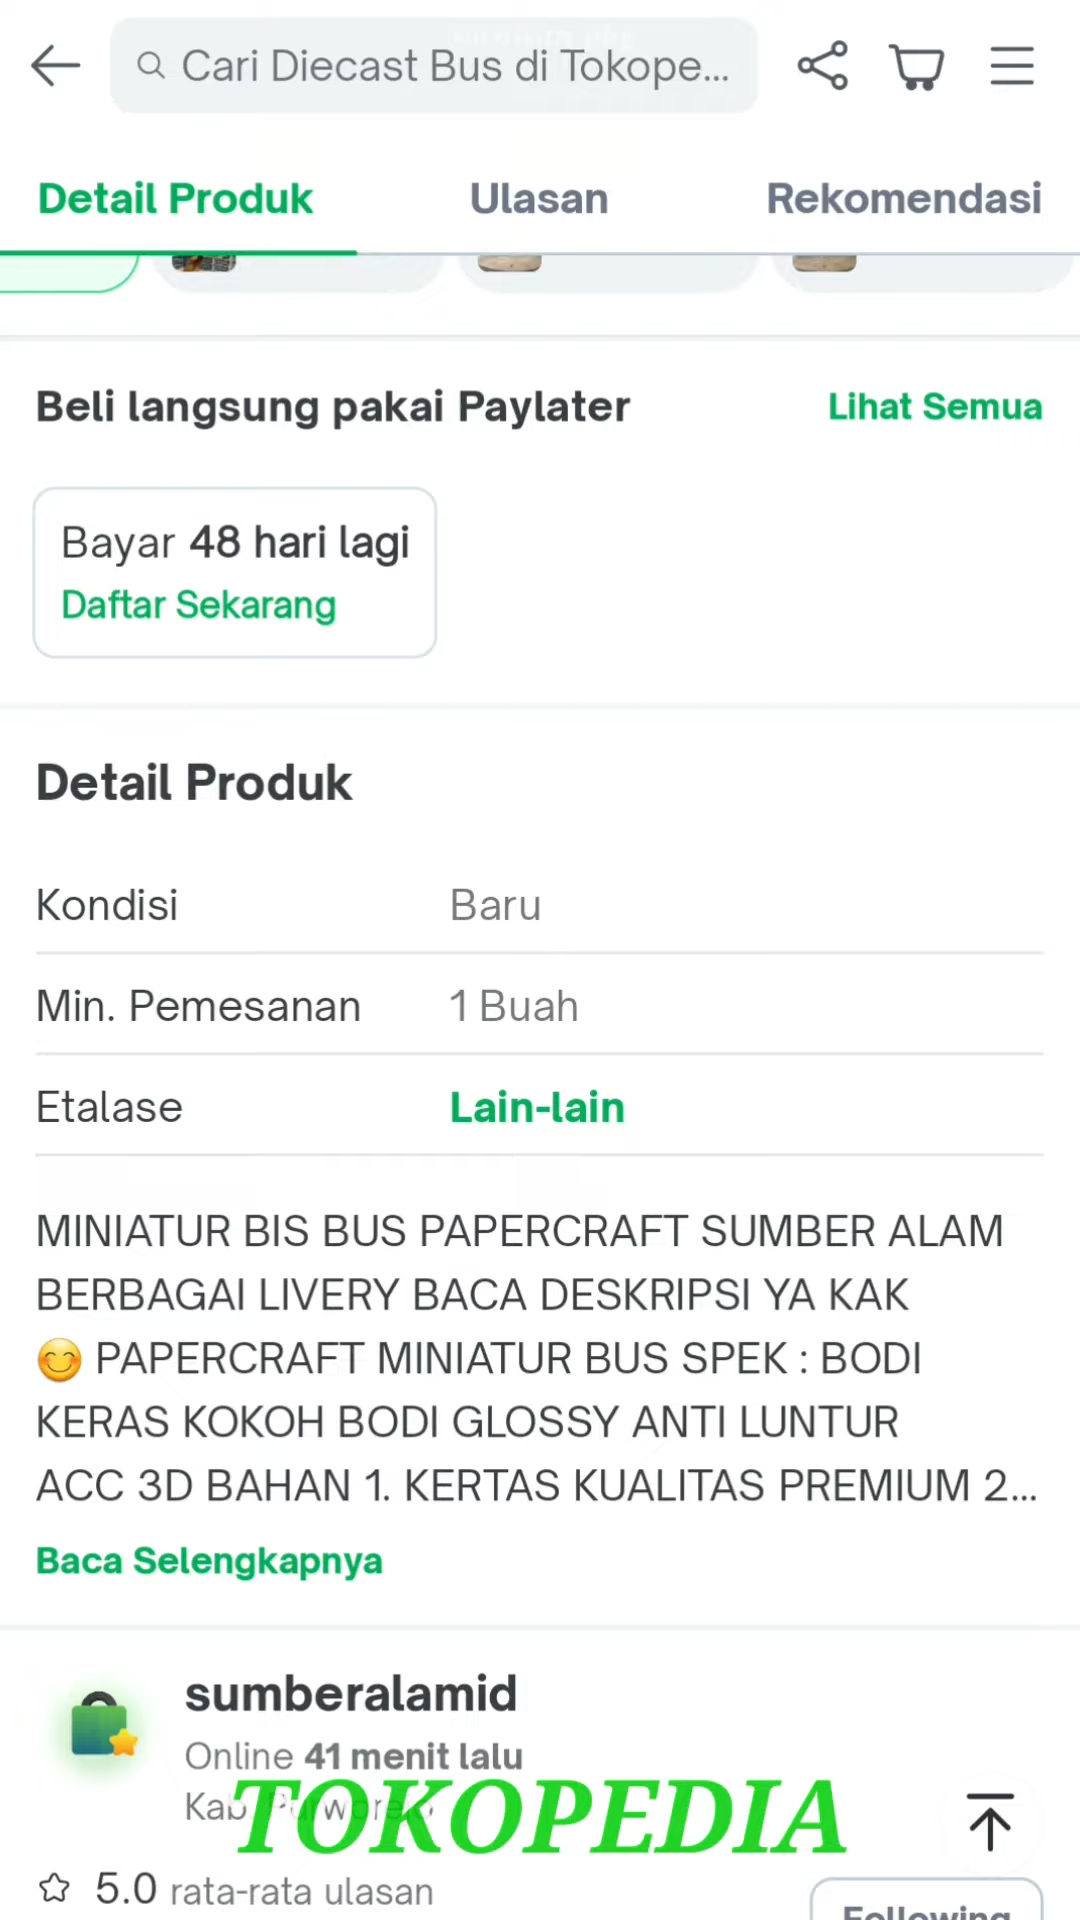 Cari Diecast Bus di Tokope...
Detail Produk
Ulasan
Rekomendasi
Beli langsung pakai Paylater
Lihat Semua
Bayar 48 hari lagi
Daftar Sekarang
Detail Produk
Kondisi
Baru
Min. Pemesanan
1 Buah
Etalase
Lain-lain
MINIATUR BIS BUS PAPERCRAFT SUMBER ALAM
BERBAGAI LIVERY BACA DESKRIPSI YA KAK
😊 PAPERCRAFT MINIATUR BUS SPEK : BODI
KERAS KOKOH BODI GLOSSY ANTI LUNTUR
ACC 3D BAHAN 1. KERTAS KUALITAS PREMIUM 2...
Baca Selengkapnya
sumberalamid
Online 41 menit lalu
Kab. Purworejo
TOKOPEDIA
5.0 rata-rata ulasan
Following